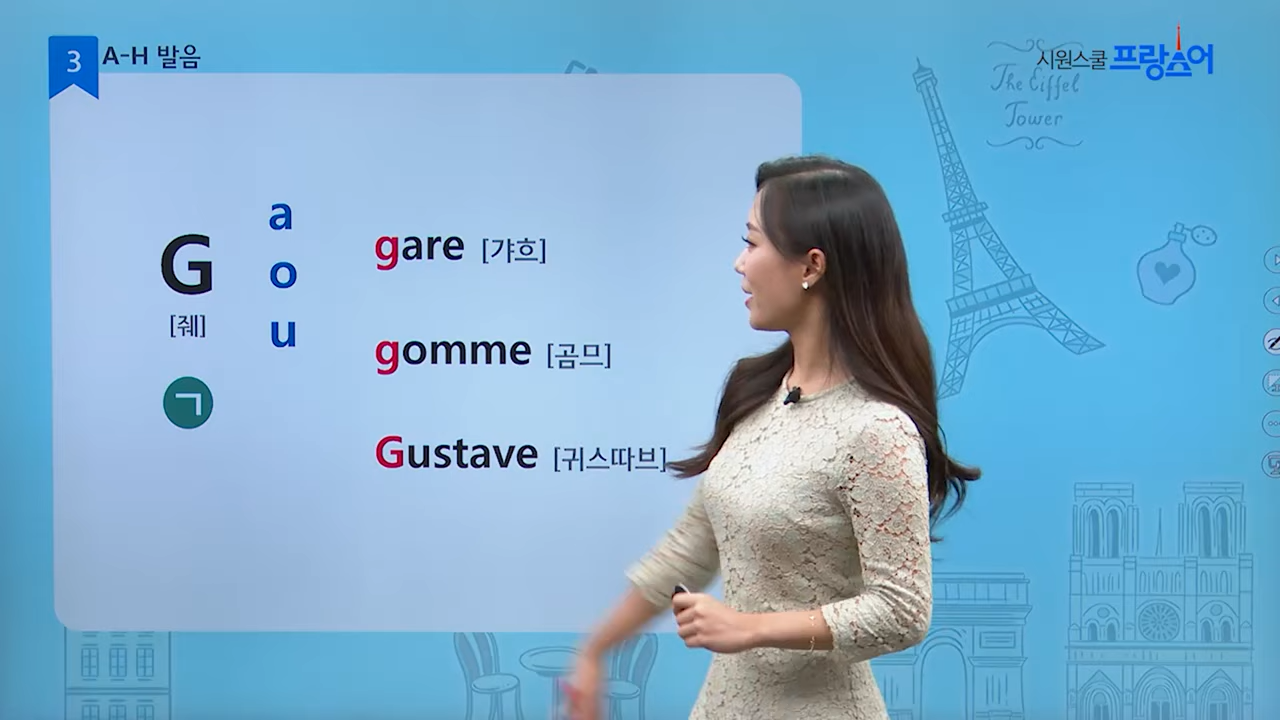 3 A-H 발음
시원스쿨 프랑스어
The Eiffel
Tower
G
[줴]
ㄱ
a
o
u
gare [갸흐]
gomme [곰므]
Gustave [귀스따브]